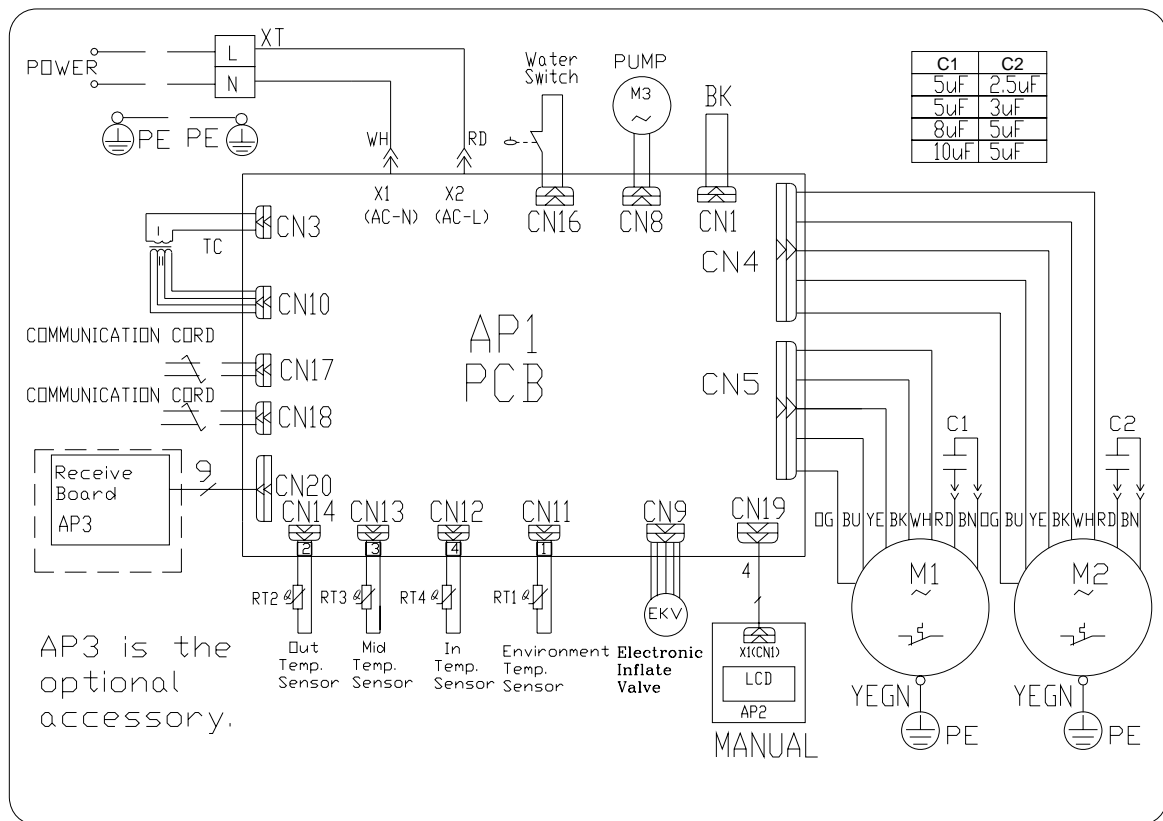 POWER
L
N
XT
PE PE
WH
RD
X1
(AC-N)
X2
(AC-L)
Water
Switch
CN16
PUMP
M3
~
CN8
BK
CN1
C1 C2
5uF 2.5uF
5uF 3uF
8uF 5uF
10uF 5uF
CN3
I
TC
II
CN10
COMMUNICATION CORD
CN17
COMMUNICATION CORD
CN18
Receive
Board
AP3
9
CN20
AP1
PCB
CN4
CN5
CN14
CN13
CN12
CN11
CN9
CN19
2
3
4
1
RT2
RT3
RT4
RT1
Out
Temp.
Sensor
Mid
Temp.
Sensor
In
Temp.
Sensor
Environment
Temp.
Sensor
EKV
Electronic
Inflate
Valve
4
X1(CN1)
LCD
AP2
MANUAL
C1
C2
OG BU YE BK WH RD BN
OG BU YE BK WH RD BN
M1
~
M2
~
YEGN
PE
YEGN
PE
AP3 is the
optional
accessory.